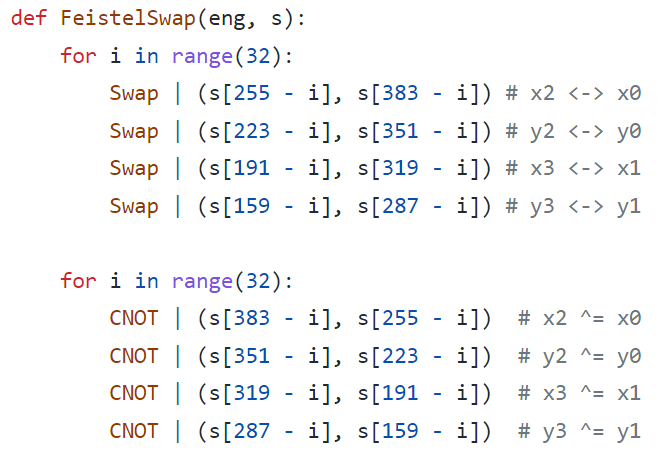 def FeistelSwap(eng, s):
    for i in range(32):
        Swap | (s[255 - i], s[383 - i]) # x2 <-> x0
        Swap | (s[223 - i], s[351 - i]) # y2 <-> y0
        Swap | (s[191 - i], s[319 - i]) # x3 <-> x1
        Swap | (s[159 - i], s[287 - i]) # y3 <-> y1

    for i in range(32):
        CNOT | (s[383 - i], s[255 - i])  # x2 ^= x0
        CNOT | (s[351 - i], s[223 - i])  # y2 ^= y0
        CNOT | (s[319 - i], s[191 - i])  # x3 ^= x1
        CNOT | (s[287 - i], s[159 - i])  # y3 ^= y1